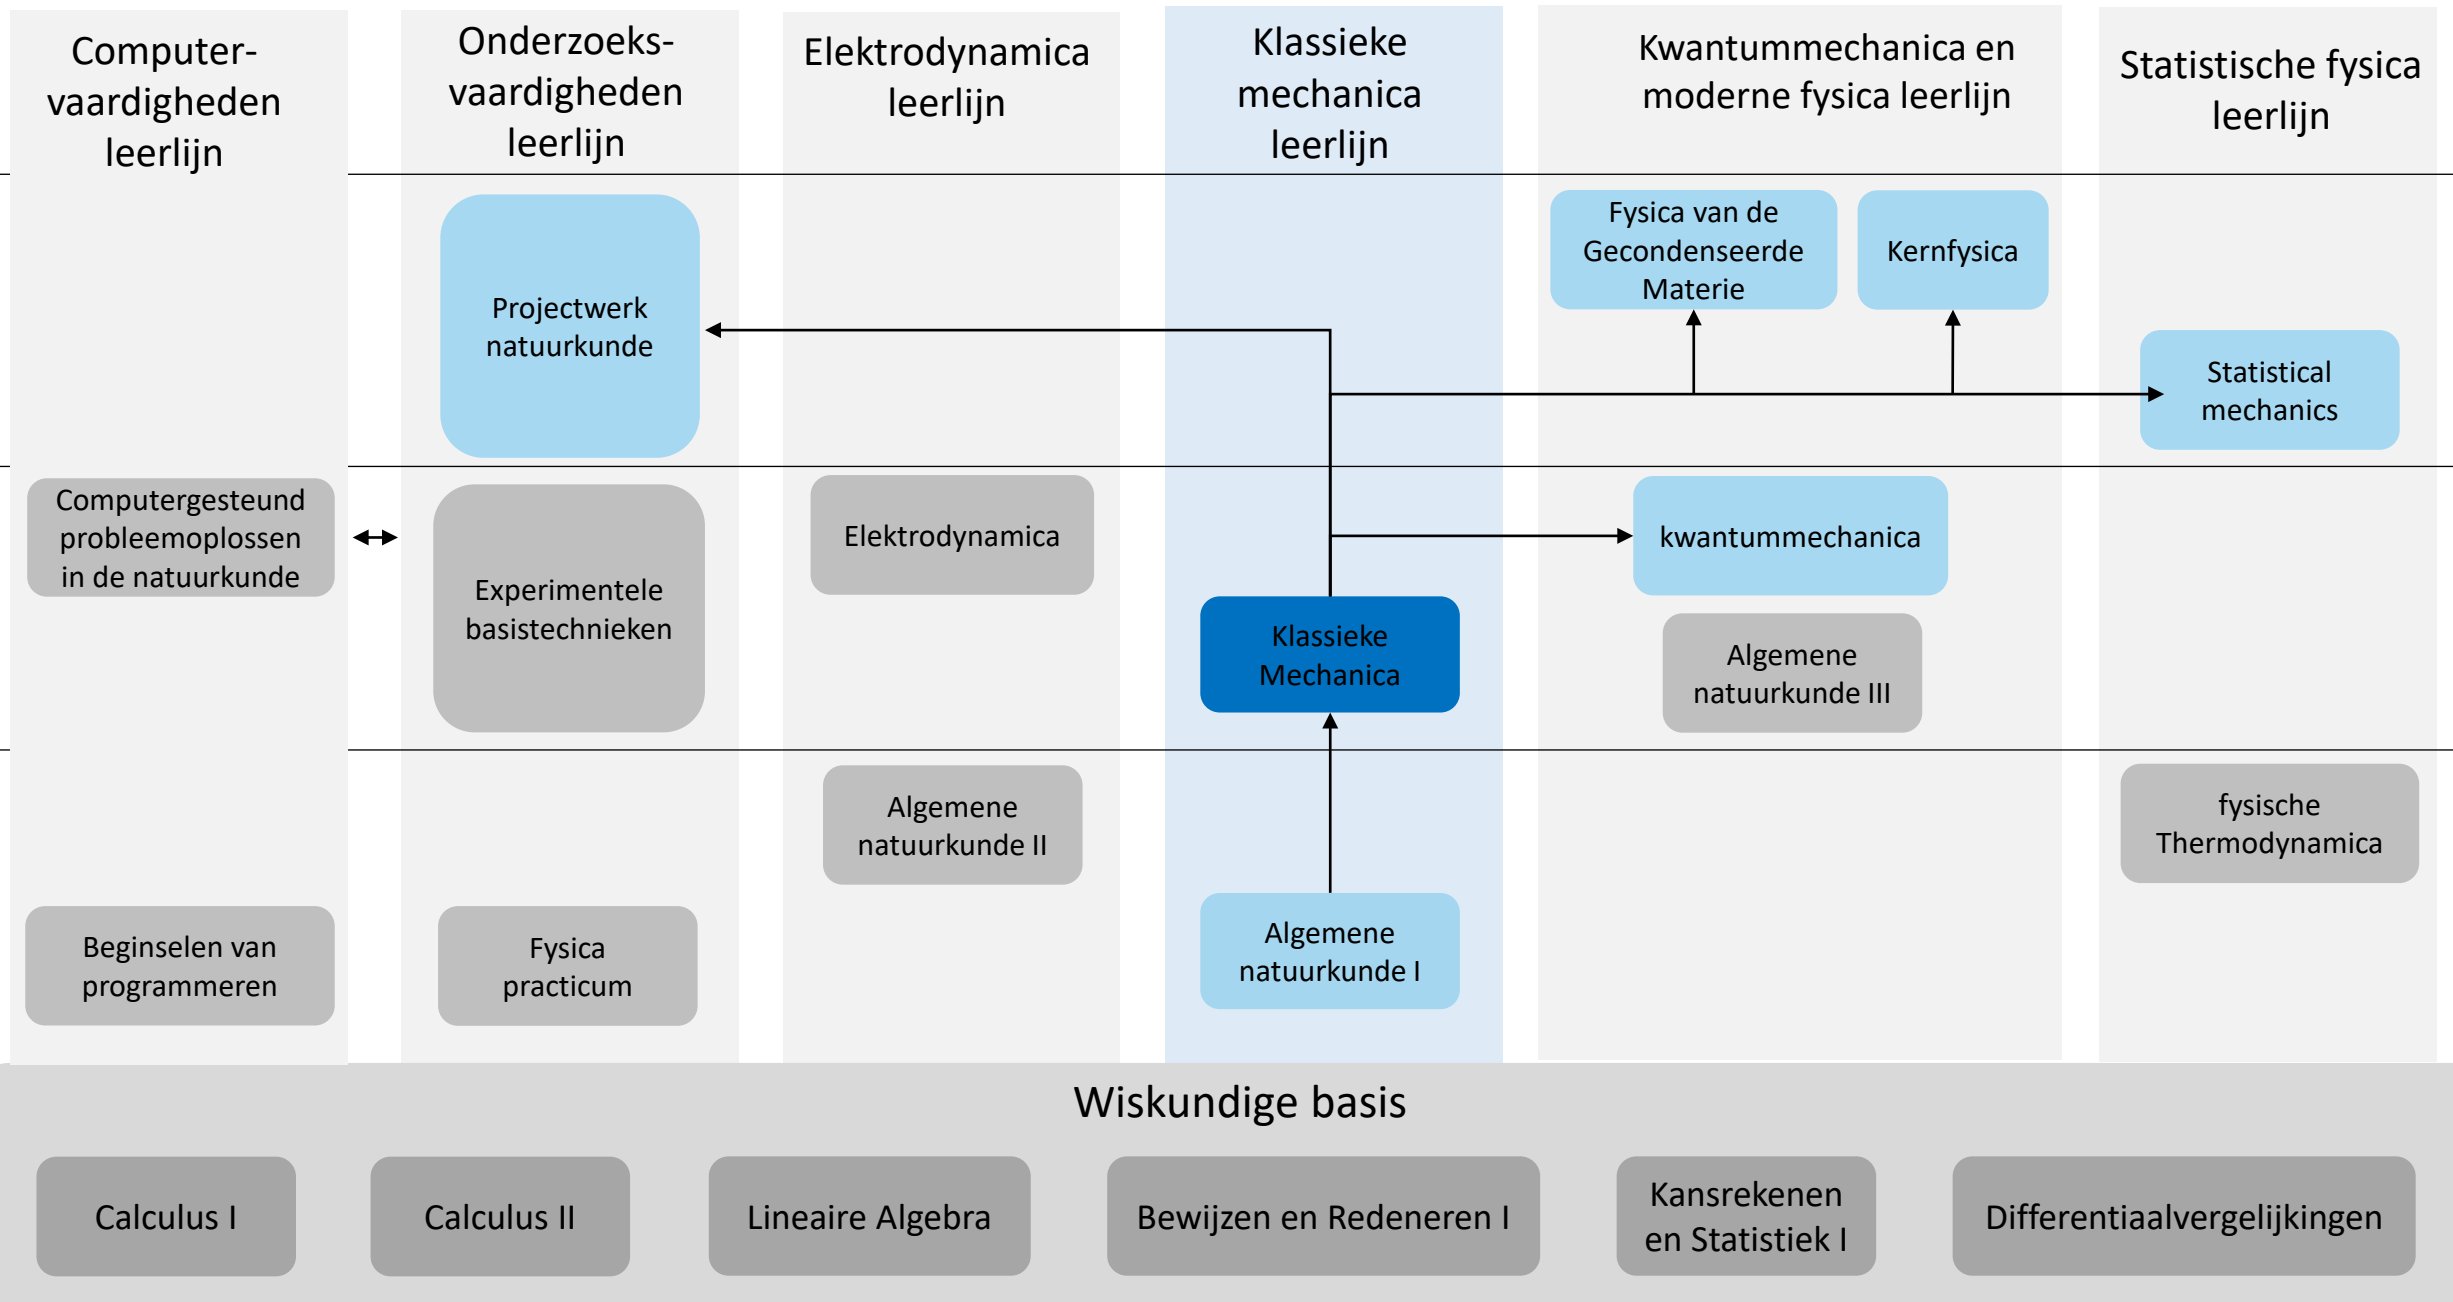 Computer-
vaardigheden
leerlijn
Onderzoeks-
vaardigheden
leerlijn
Elektrodynamica
leerlijn
Klassieke
mechanica
leerlijn
Kwantummechanica en
moderne fysica leerlijn
Statistische fysica
leerlijn
Projectwerk
natuurkunde
Fysica van de
Gecondenseerde
Materie
Kernfysica
Statistical
mechanics
Computergesteund
probleemoplossen
in de natuurkunde
Experimentele
basistechnieken
Elektrodynamica
Klassieke
Mechanica
kwantummechanica
Algemene
natuurkunde III
Algemene
natuurkunde II
fysische
Thermodynamica
Beginselen van
programmeren
Fysica
practicum
Algemene
natuurkunde I
Wiskundige basis
Calculus I
Calculus II
Lineaire Algebra
Bewijzen en Redeneren I
Kansrekenen
en Statistiek I
Differentiaalvergelijkingen